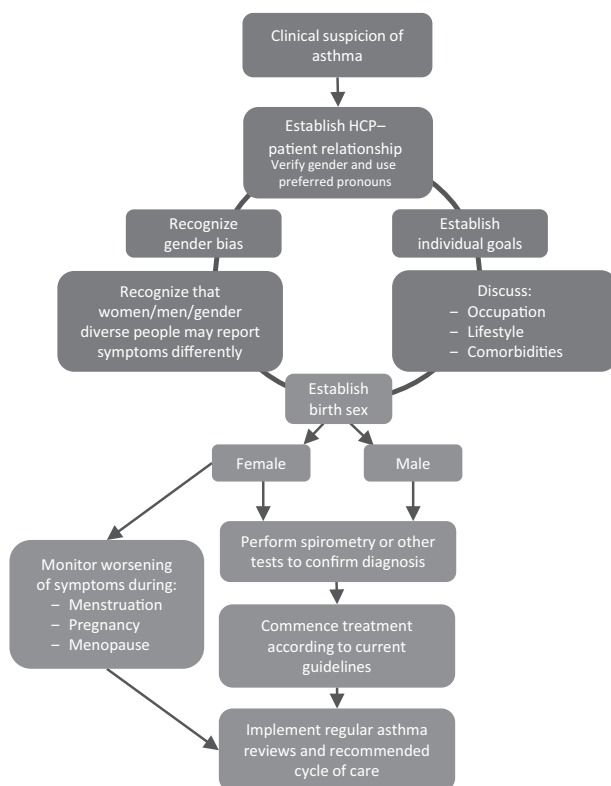 Clinical suspicion of
asthma
Establish HCP–
patient relationship
Verify gender and use
preferred pronouns
Recognize
gender bias
Establish
individual goals
Recognize that
women/men/gender
diverse people may report
symptoms differently
Discuss:
– Occupation
– Lifestyle
– Comorbidities
Establish
birth sex
Female
Male
Perform spirometry or other
tests to confirm diagnosis
Monitor worsening
of symptoms during:
– Menstruation
– Pregnancy
– Menopause
Commence treatment
according to current
guidelines
Implement regular asthma
reviews and recommended
cycle of care